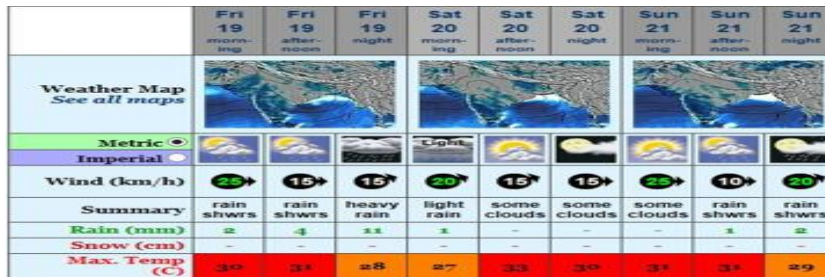 Fri 19 morn-ing Fri 19 after-noon Fri 19 night Sat 20 morn-ing Sat 20 after-noon Sat 20 night Sun 21 morn-ing Sun 21 after-noon Sun 21 night
Weather Map
See all maps
Metric
Imperial
Light
Wind (km/h) 25 15 15 20 15 15 25 10 20
Summary rain shwrs rain shwrs heavy rain light rain some clouds some clouds some clouds rain shwrs rain shwrs
Rain (mm) 2 4 11 1 - - - 1 2
Snow (cm) - - - - - - - - -
Max. Temp (C) 30 31 28 27 33 30 31 31 29